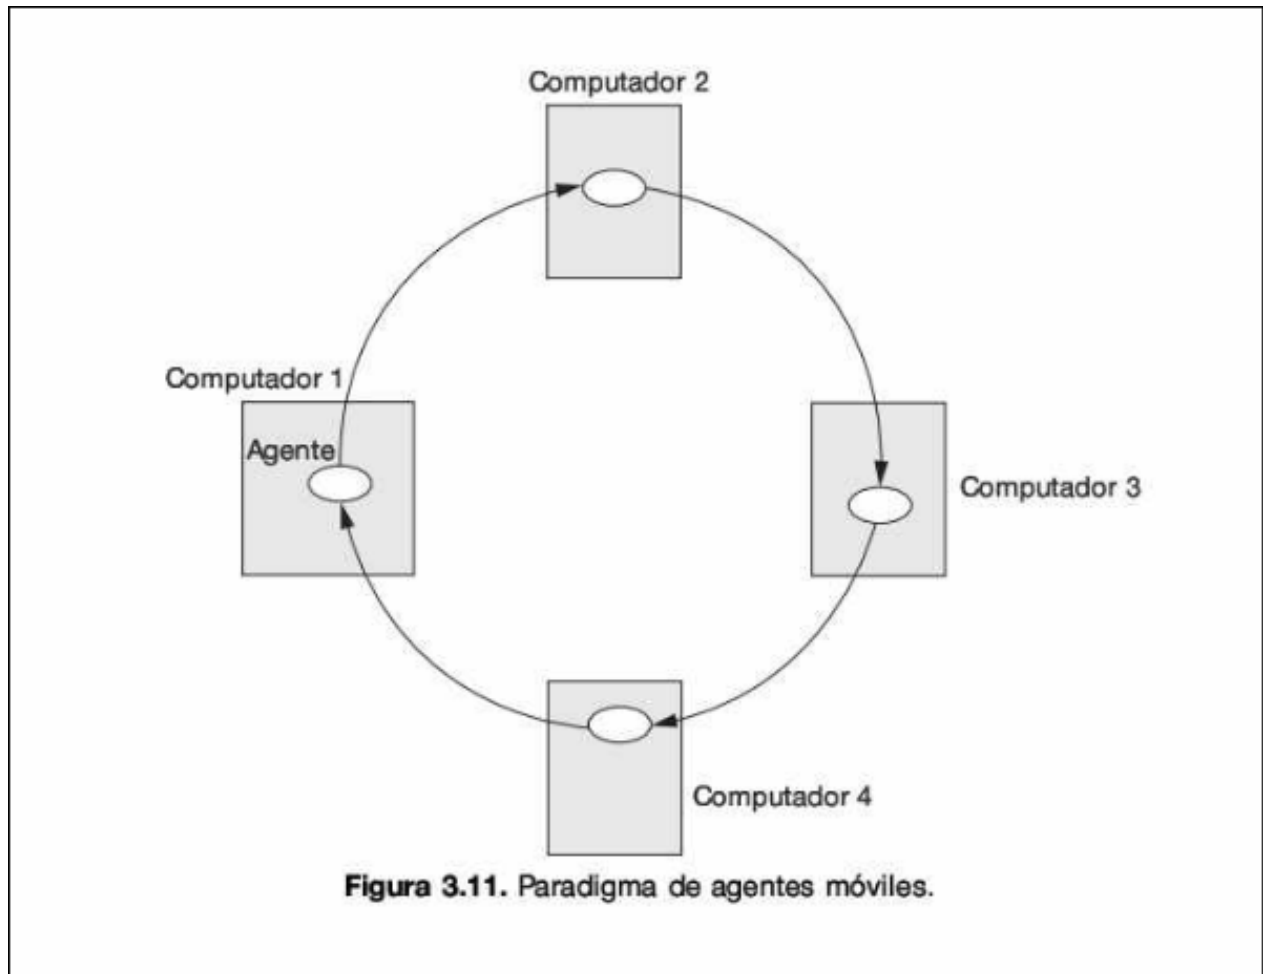 Computador 2
Computador 1
Agente
Computador 3
Computador 4
Figura 3.11. Paradigma de agentes móviles.